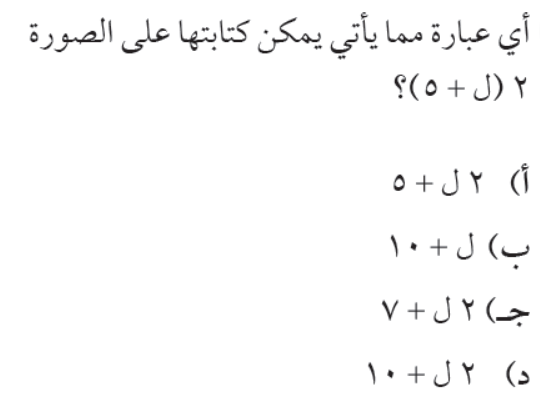 أي عبارة مما يأتي يمكن كتابتها على الصورة
٢ (ل + ٥)؟
أ) ٢ ل + ٥
ب) ل + ١٠
جـ) ٢ ل + ٧
د) ٢ ل + ١٠